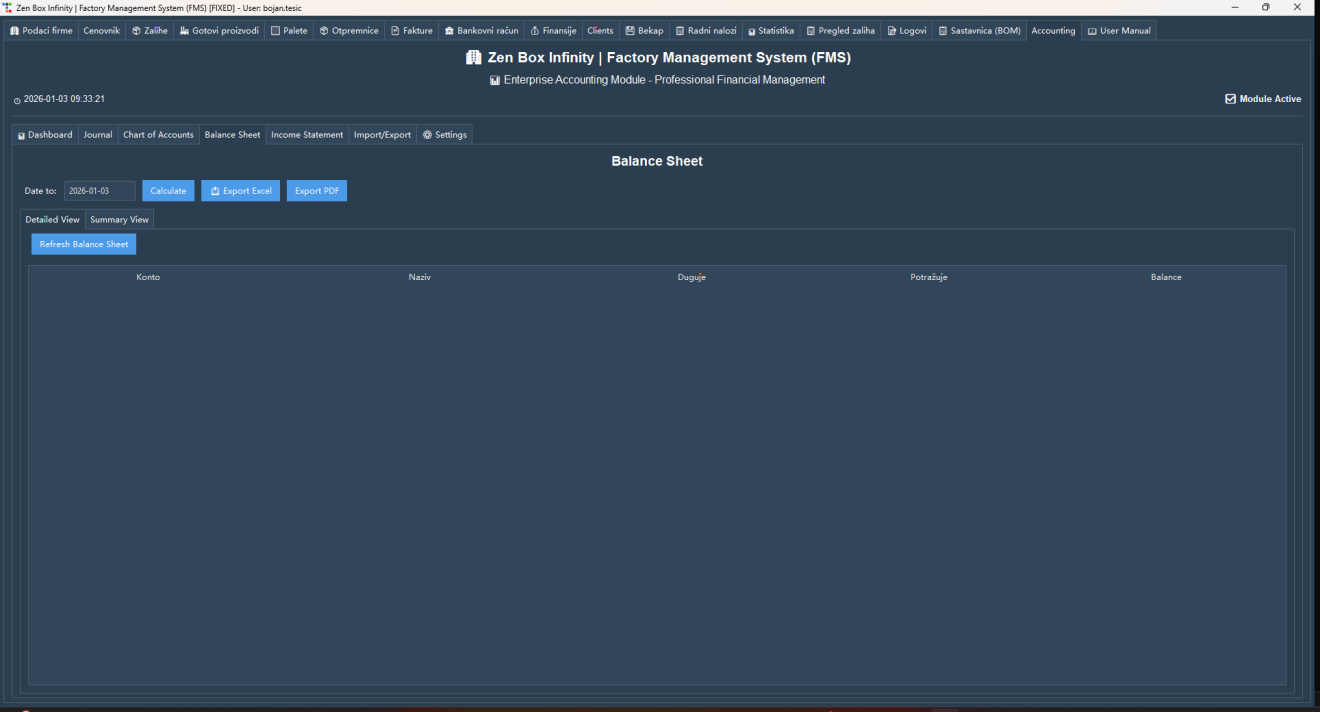 Zen Box Infinity | Factory Management System (FMS) [FIXED] - User: bojan.tesic
Podaci firme Cenovnik Zalihe Gotovi proizvodi Palete Otpremnice Fakture Bankovni račun Finansije Clients Bekap Radni nalozi Statistika Pregled zaliha Logovi Sastavnica (BOM) Accounting User Manual
Zen Box Infinity | Factory Management System (FMS)
Enterprise Accounting Module - Professional Financial Management
2026-01-03 09:33:21
Module Active
Dashboard Journal Chart of Accounts Balance Sheet Income Statement Import/Export Settings
Balance Sheet
Date to: 2026-01-03 Calculate Export Excel Export PDF
Detailed View Summary View
Refresh Balance Sheet
Konto Naziv Duguje Potražuje Balance